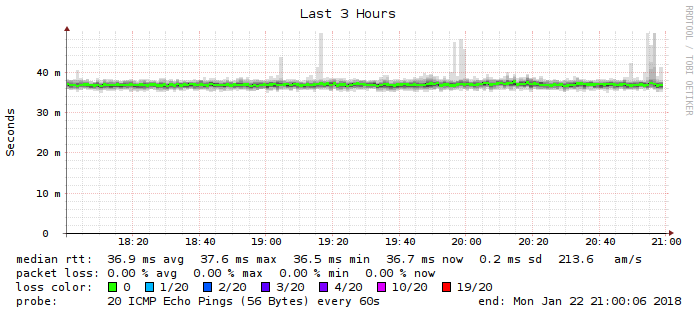 Last 3 Hours
RRDTOOL / TOBI OETIKER
Seconds
40 m
30 m
20 m
10 m
0
18:20 18:40 19:00 19:20 19:40 20:00 20:20 20:40 21:00
median rtt: 36.9 ms avg 37.6 ms max 36.5 ms min 36.7 ms now 0.2 ms sd 213.6 am/s
packet loss: 0.00 % avg 0.00 % max 0.00 % min 0.00 % now
loss color: 0 1/20 2/20 3/20 4/20 10/20 19/20
probe: 20 ICMP Echo Pings (56 Bytes) every 60s end: Mon Jan 22 21:00:06 2018